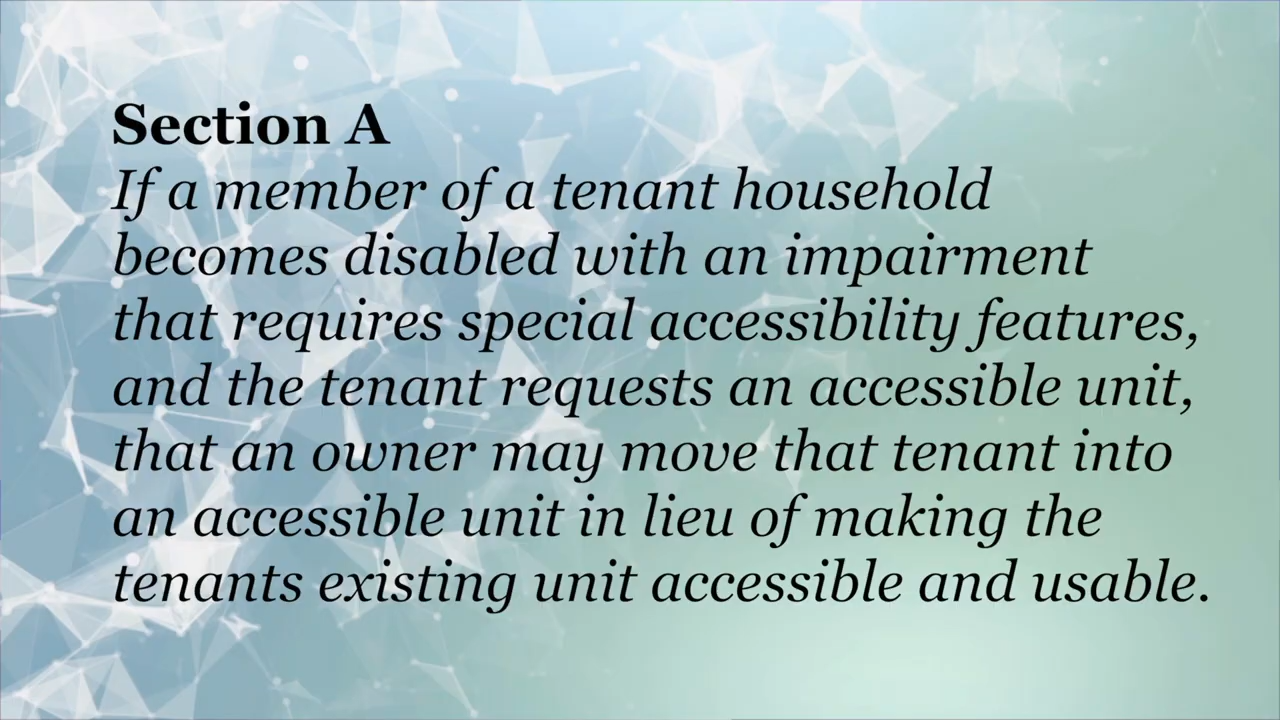 Section A
If a member of a tenant household
becomes disabled with an impairment
that requires special accessibility features,
and the tenant requests an accessible unit,
that an owner may move that tenant into
an accessible unit in lieu of making the
tenants existing unit accessible and usable.